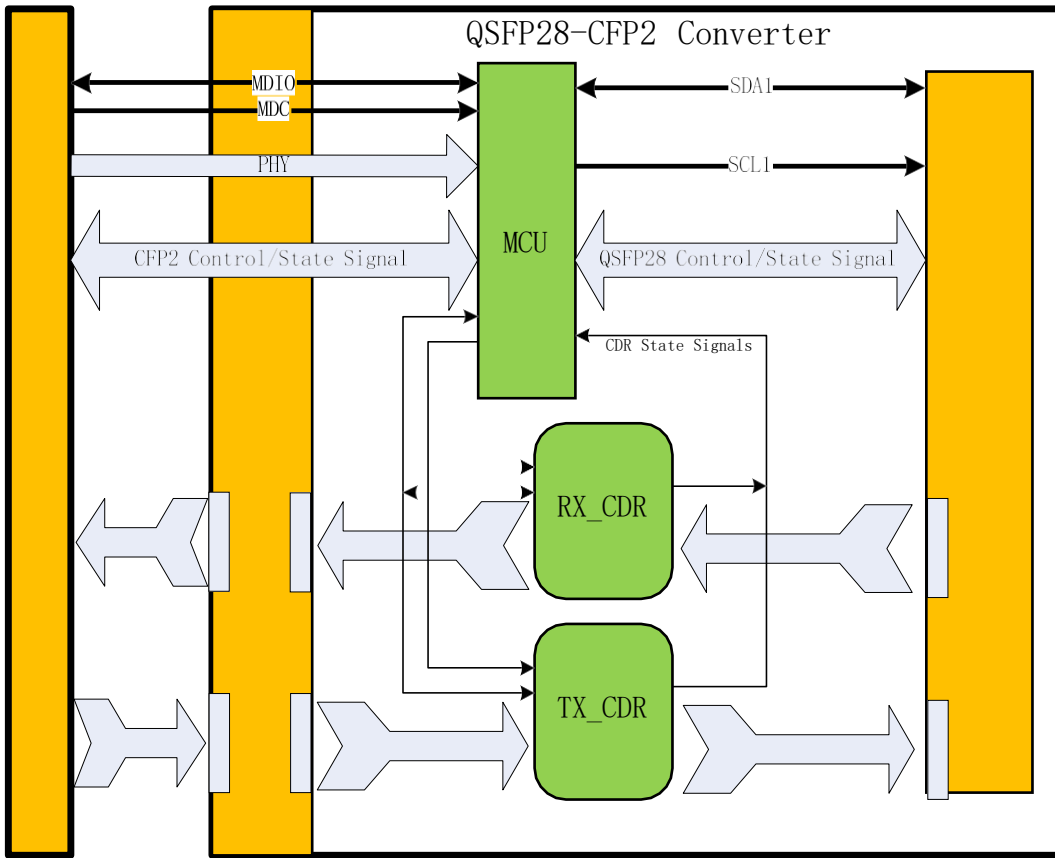 QSFP28-CFP2 Converter
MDIO
SDA1
MDC
PHY
SCL1
MCU
CFP2 Control/State Signal
QSFP28 Control/State Signal
CDR State Signals
RX_CDR
TX_CDR